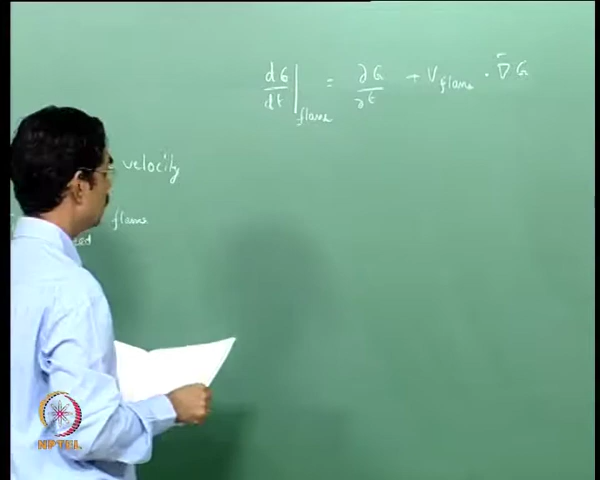 dG/dt|flame = ∂G/∂t + Vflame · ∇G
velocity
flame
NPTEL